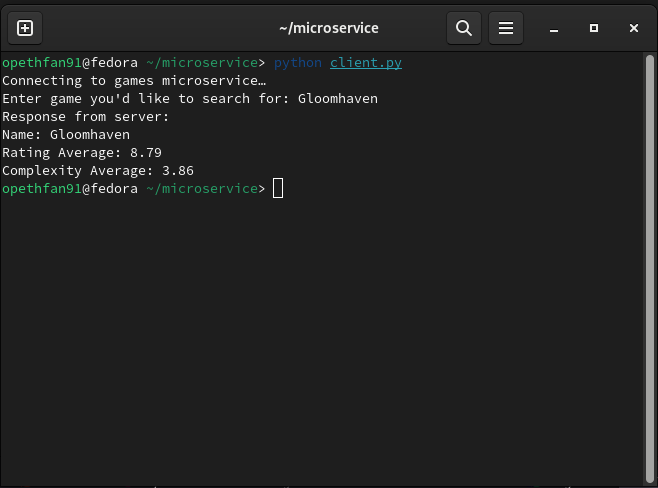 ~/microservice
opethfan91@fedora ~/microservice> python client.py
Connecting to games microservice…
Enter game you'd like to search for: Gloomhaven
Response from server:
Name: Gloomhaven
Rating Average: 8.79
Complexity Average: 3.86
opethfan91@fedora ~/microservice>